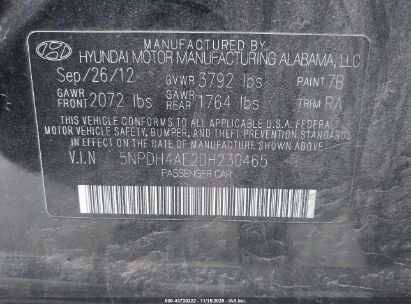 MANUFACTURED BY
HYUNDAI MOTOR MANUFACTURING ALABAMA, LLC
Sep/26/12 GVWR 3792 lbs PAINT 7B
GAWR FRONT 2072 lbs GAWR REAR 1764 lbs TRIM RA
THIS VEHICLE CONFORMS TO ALL APPLICABLE U.S.A. FEDERAL
MOTOR VEHICLE SAFETY, BUMPER, AND THEFT PREVENTION STANDARDS
IN EFFECT ON THE DATE OF MANUFACTURE SHOWN ABOVE.
V.I.N 5NPDH4AE2DH230465
PASSENGER CAR